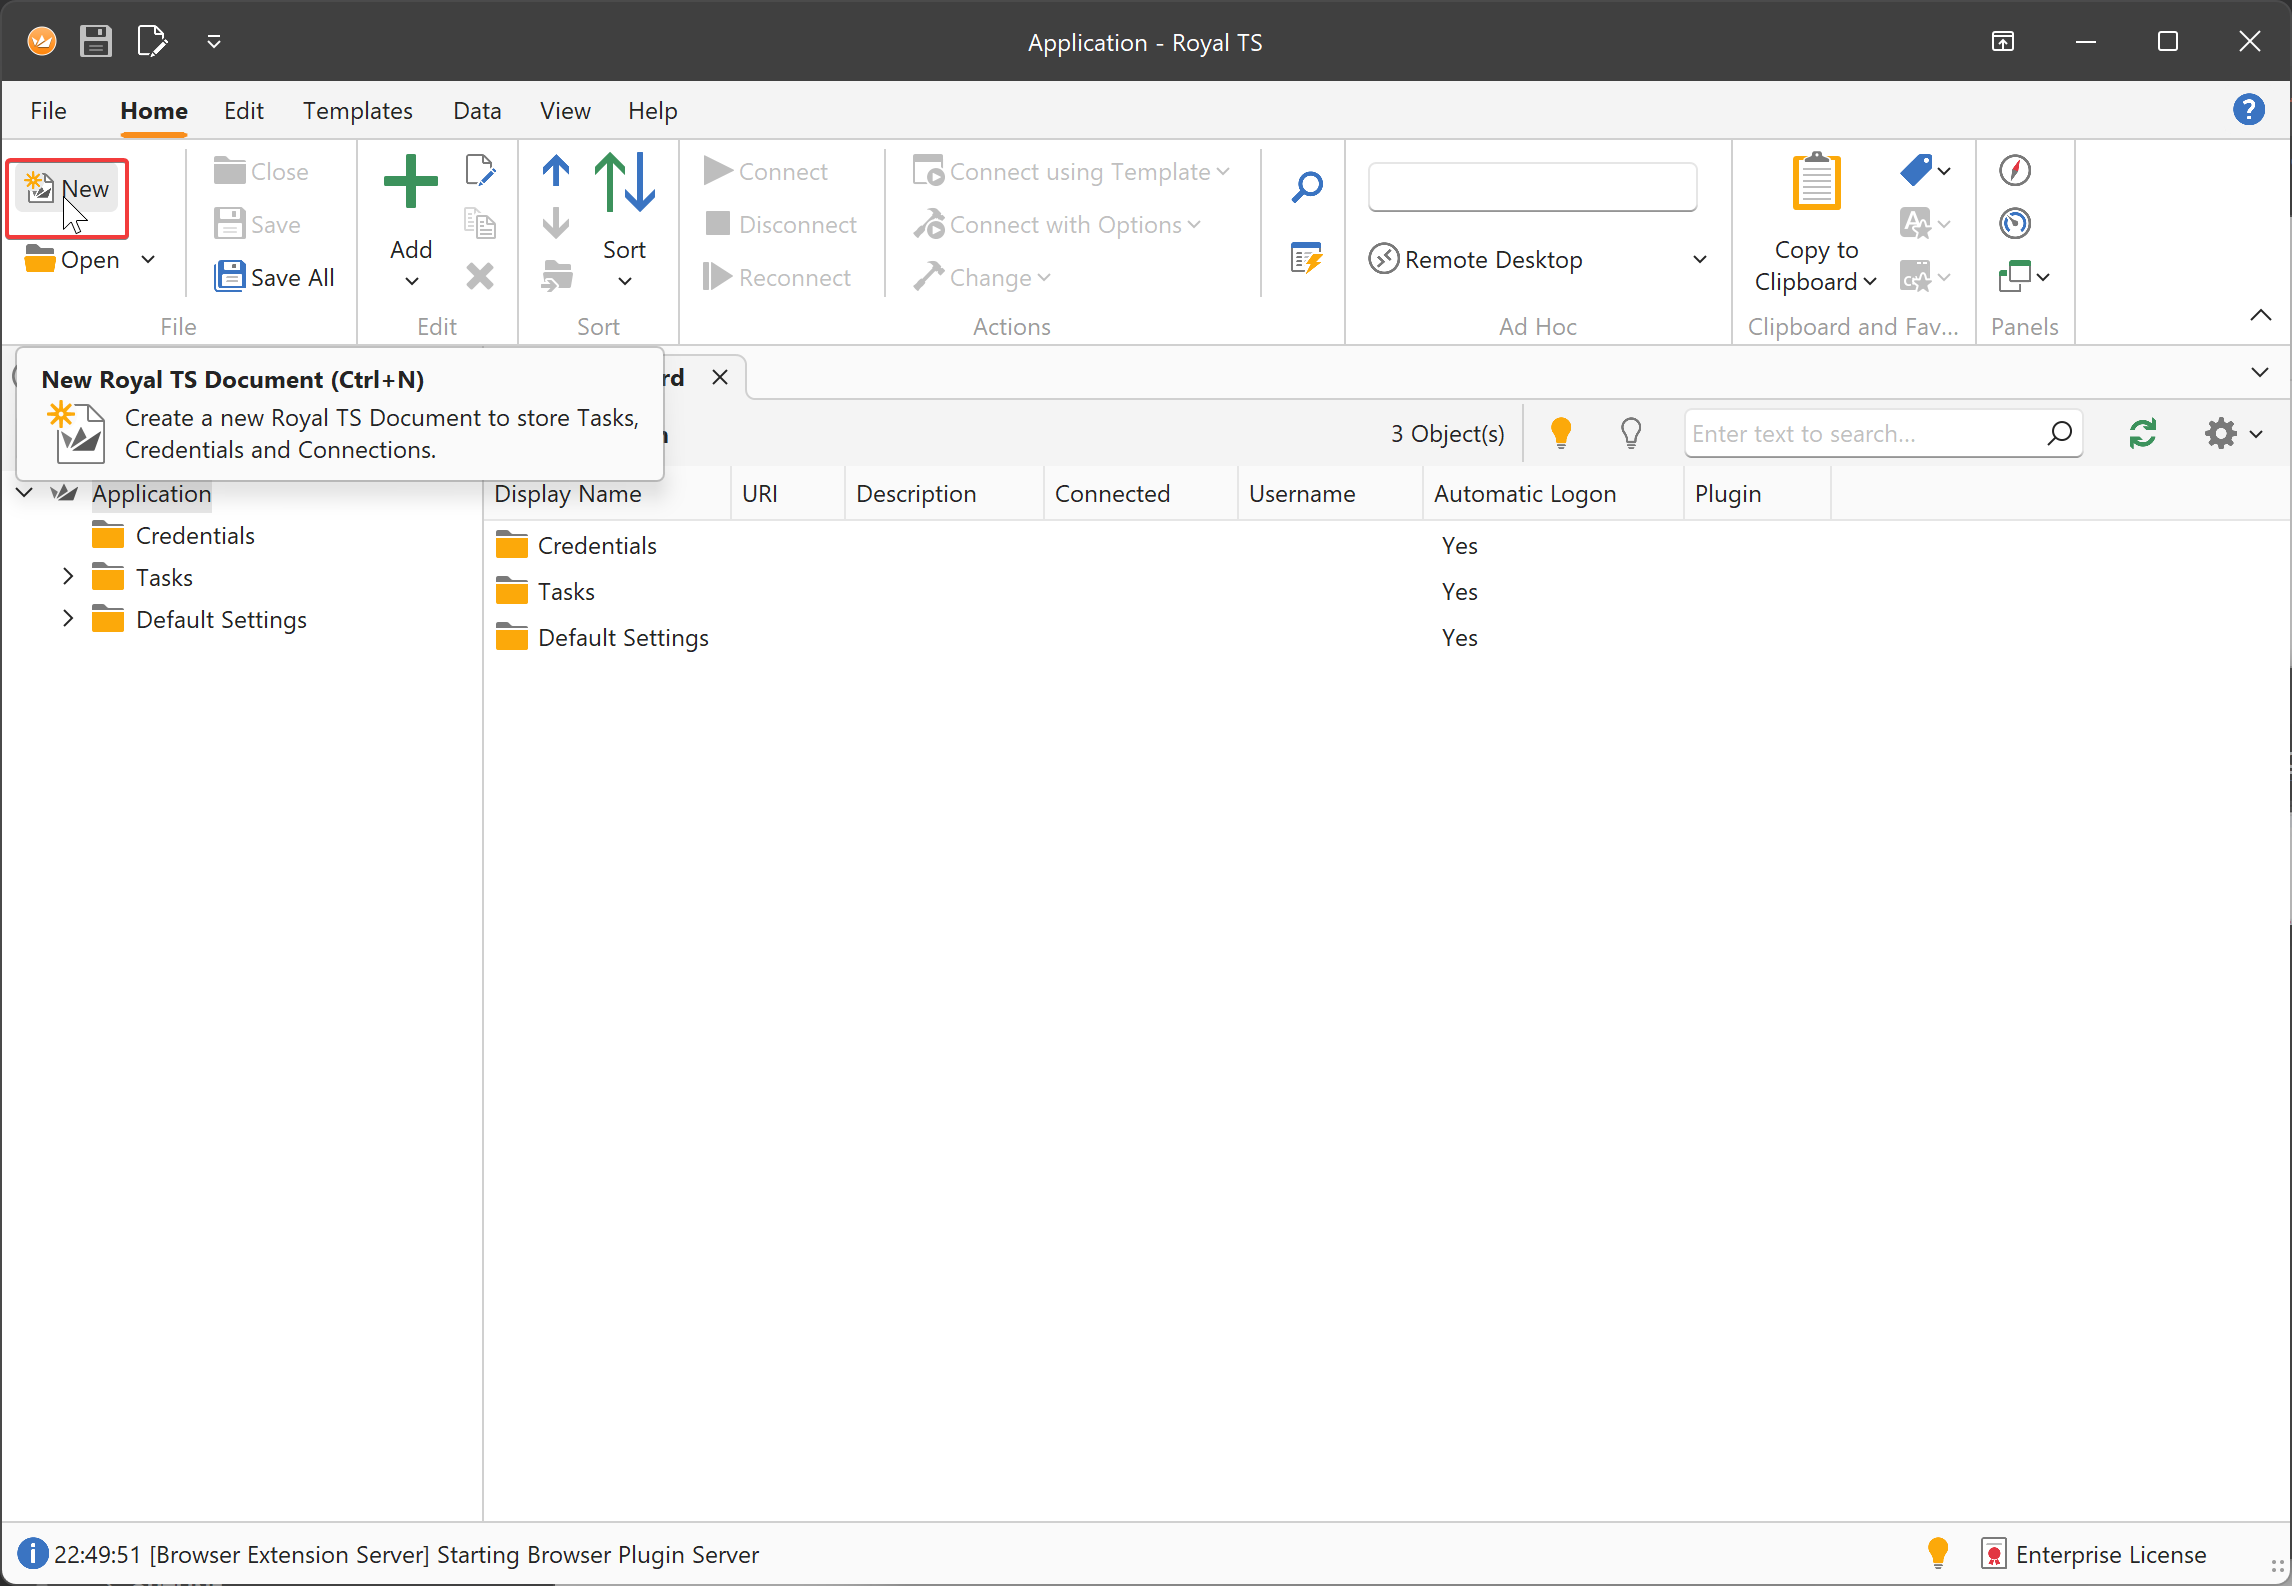 Application - Royal TS
File Home Edit Templates Data View Help
New
Open
Close
Save
Save All
File
Add
Edit
Sort
Sort
Connect
Disconnect
Reconnect
Connect using Template
Connect with Options
Change
Actions
Remote Desktop
Ad Hoc
Copy to
Clipboard
Clipboard and Fav...
Panels
New Royal TS Document (Ctrl+N)
Create a new Royal TS Document to store Tasks,
Credentials and Connections.
rd
3 Object(s)
Enter text to search...
Application
Credentials
Tasks
Default Settings
Display Name URI Description Connected Username Automatic Logon Plugin
Credentials Yes
Tasks Yes
Default Settings Yes
22:49:51 [Browser Extension Server] Starting Browser Plugin Server
Enterprise License